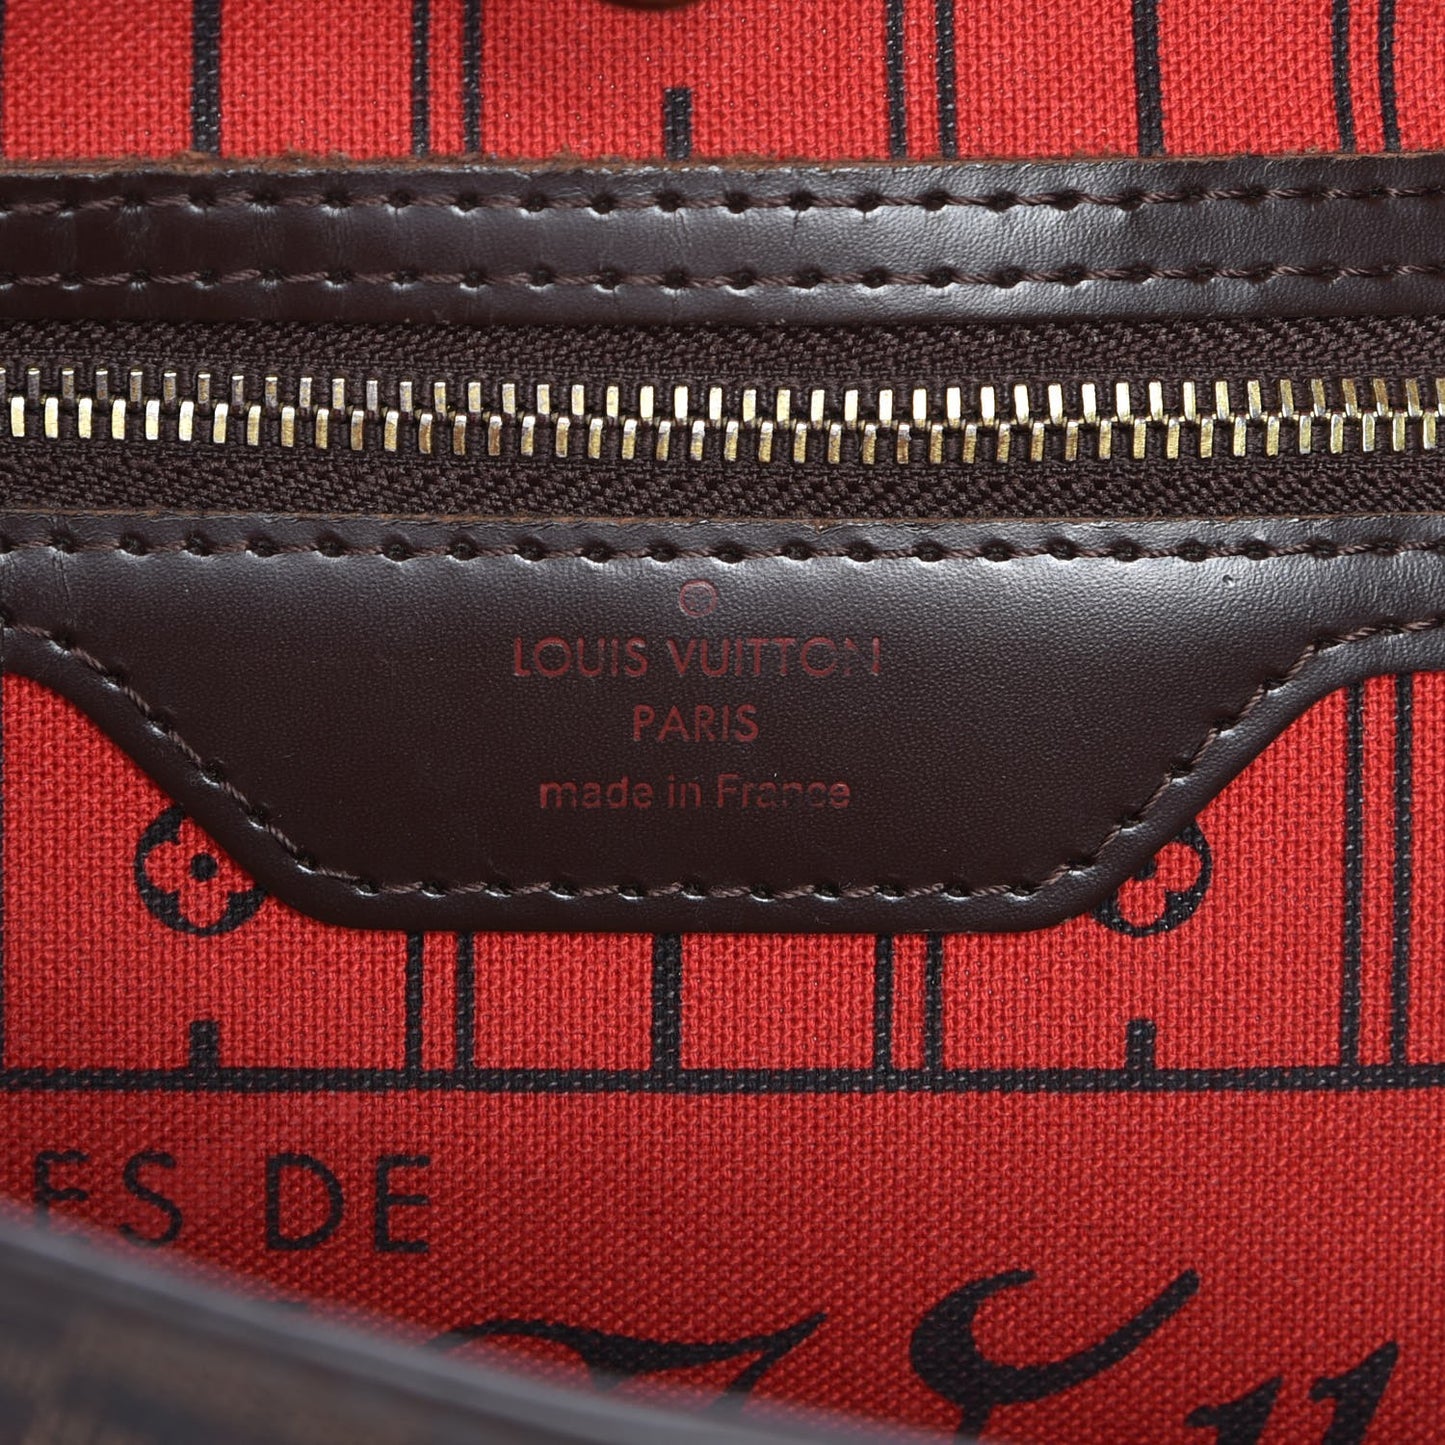 LOUIS VUITTON
PARIS
made in France
ES DE